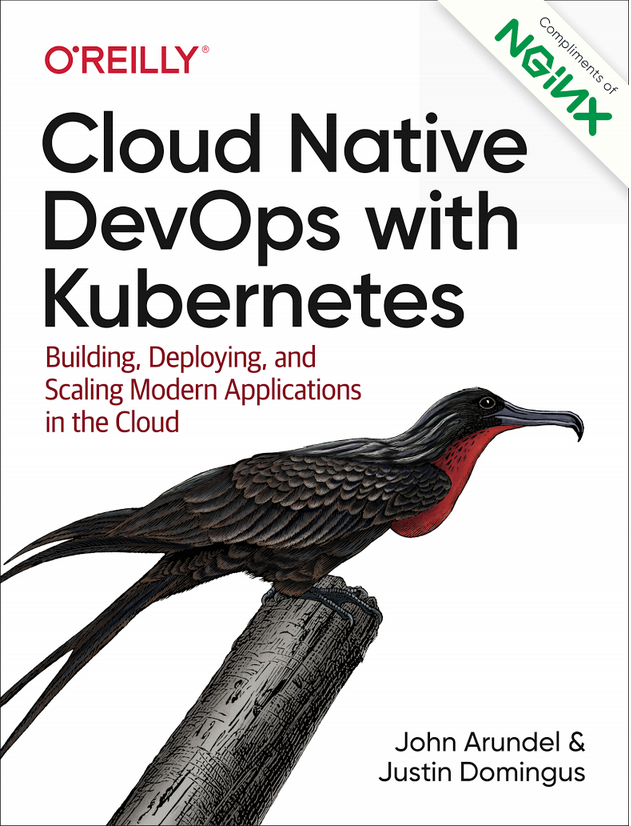 O'REILLY®
Compliments of
NGINX
Cloud Native
DevOps with
Kubernetes
Building, Deploying, and
Scaling Modern Applications
in the Cloud
John Arundel &
Justin Domingus